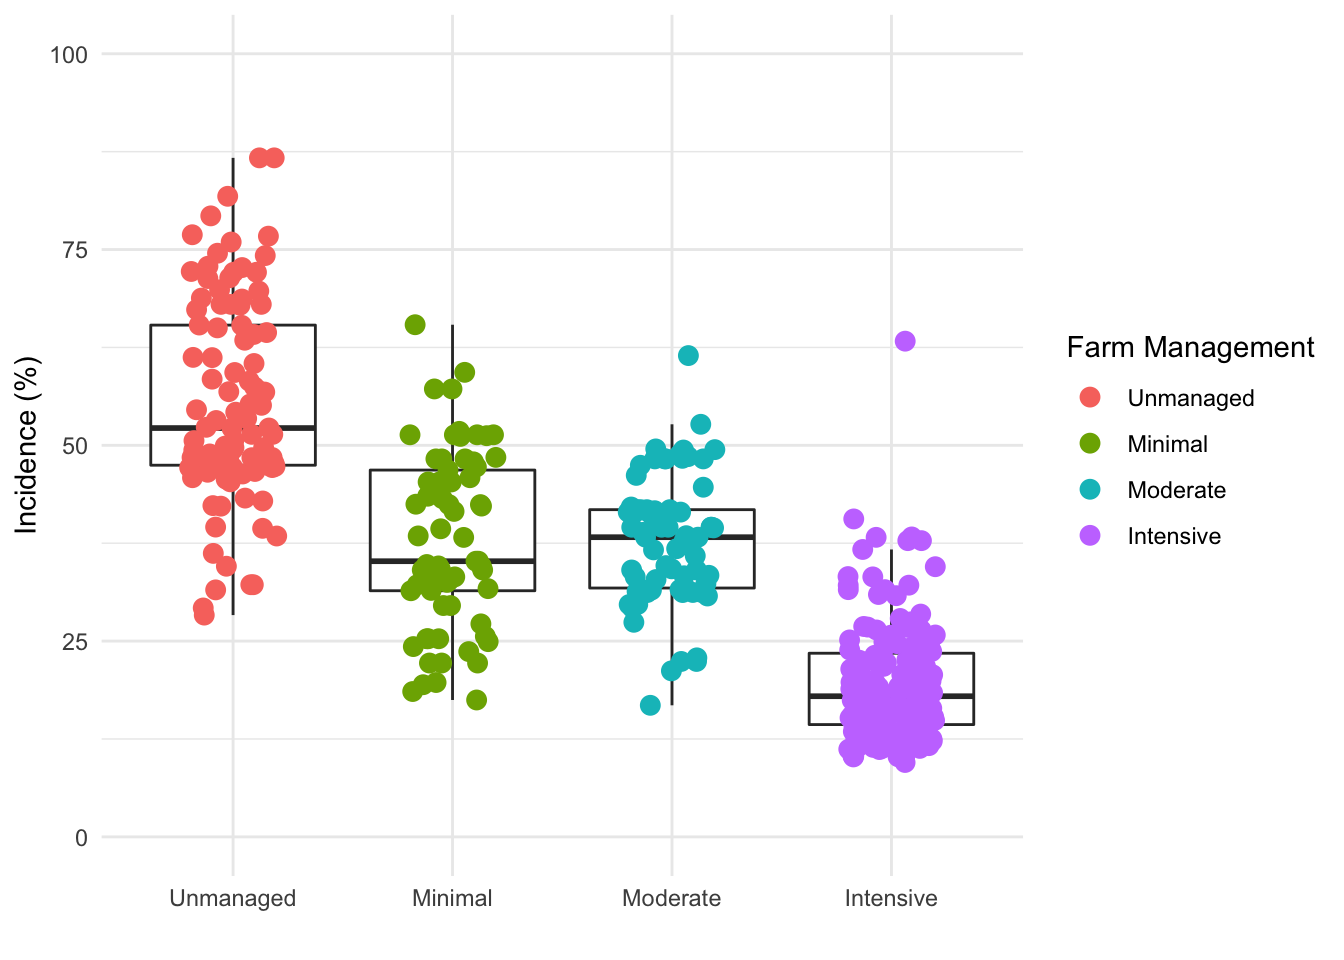 100
75
50
25
0
Incidence (%)
Unmanaged
Minimal
Moderate
Intensive
Farm Management
Unmanaged
Minimal
Moderate
Intensive